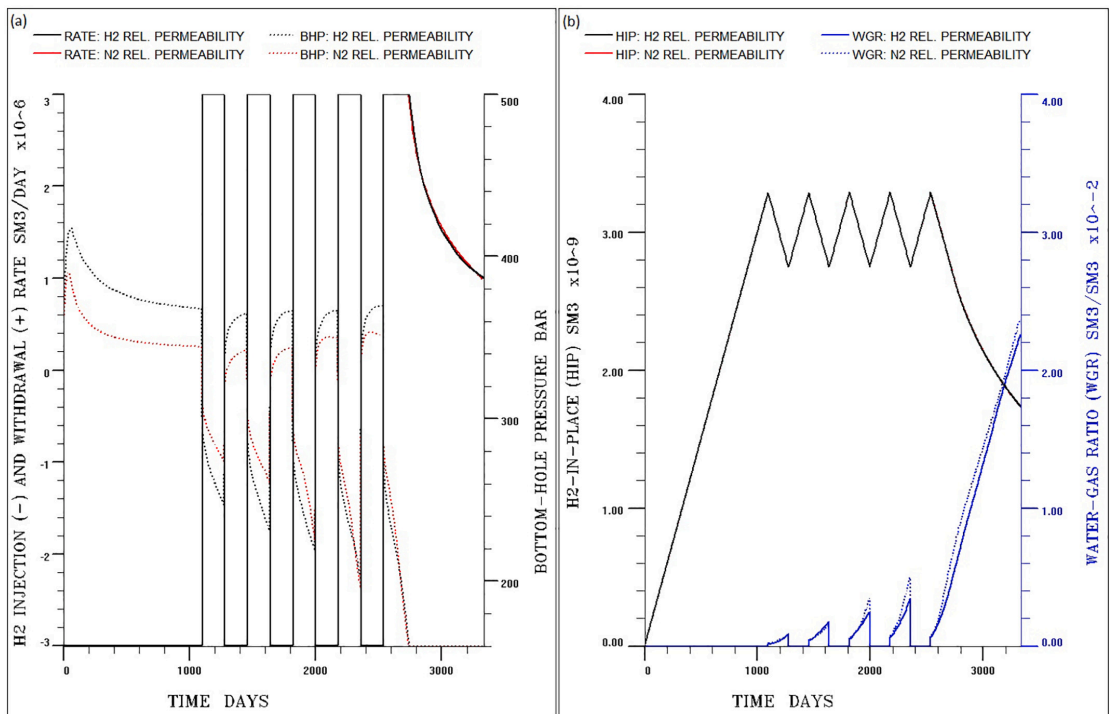 (a)
RATE: H2 REL. PERMEABILITY
BHP: H2 REL. PERMEABILITY
RATE: N2 REL. PERMEABILITY
BHP: N2 REL. PERMEABILITY
H2 INJECTION (-) AND WITHDRAWAL (+) RATE SM3/DAY x10^6
3
2
1
0
-1
-2
-3
500
400
300
200
BOTTOM-HOLE PRESSURE BAR
0
1000
2000
3000
TIME DAYS
(b)
HIP: H2 REL. PERMEABILITY
WGR: H2 REL. PERMEABILITY
HIP: N2 REL. PERMEABILITY
WGR: N2 REL. PERMEABILITY
H2-IN-PLACE (HIP) SM3 x10^9
4.00
3.00
2.00
1.00
0.00
4.00
3.00
2.00
1.00
0.00
WATER-GAS RATIO (WGR) SM3/SM3 x10^-2
0
1000
2000
3000
TIME DAYS